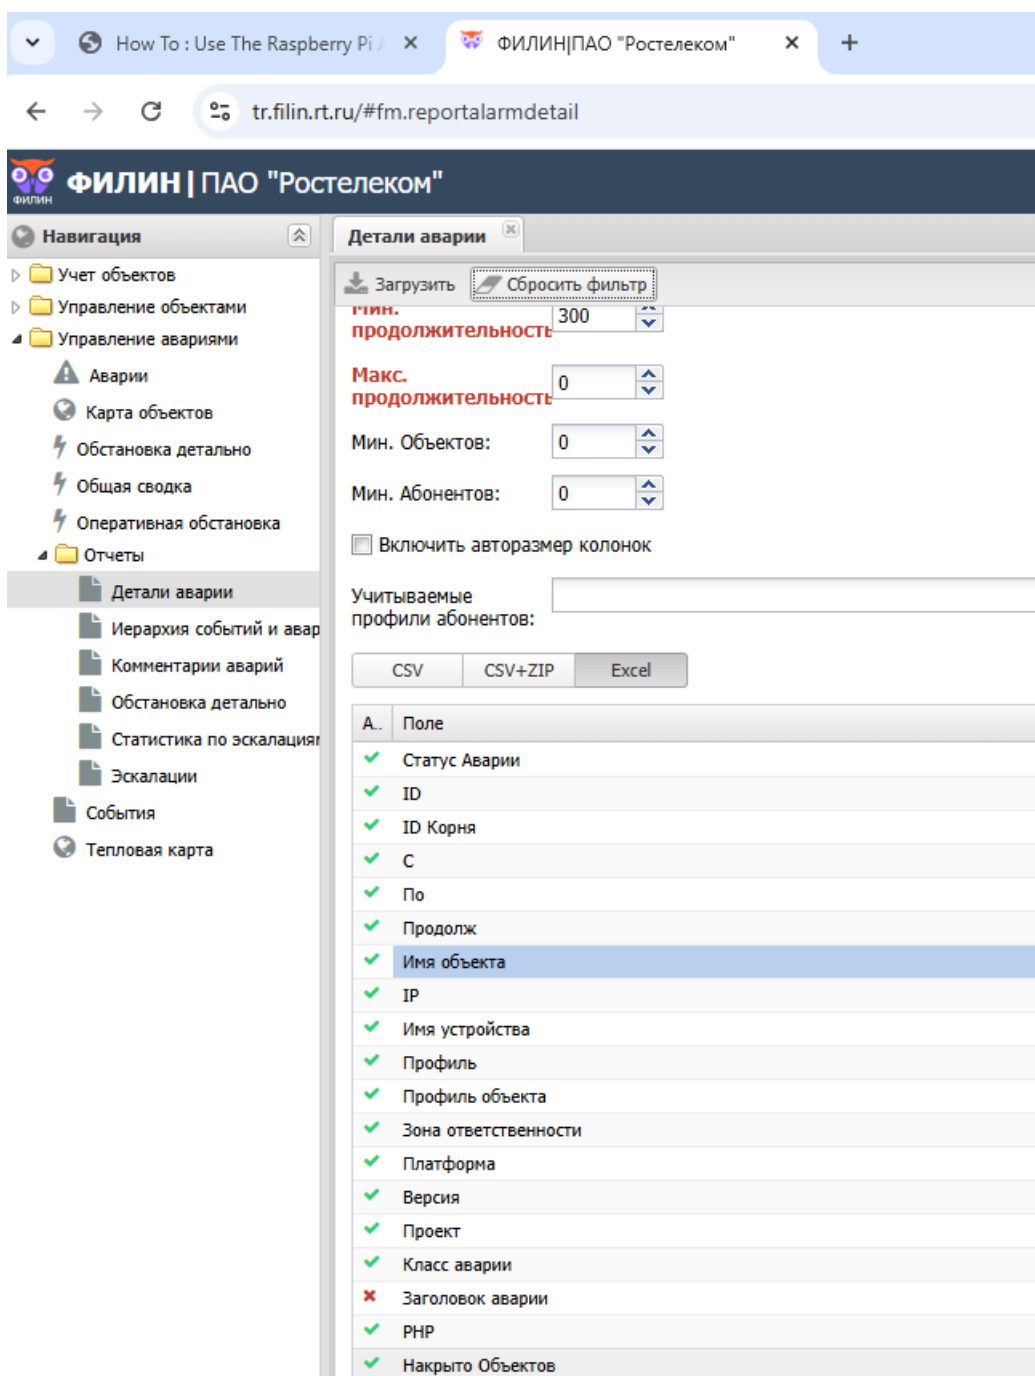 How To : Use The Raspberry Pi
ФИЛИН|ПАО "Ростелеком"
tr.filin.rt.ru/#fm.reportalarmdetail
ФИЛИН
ФИЛИН | ПАО "Ростелеком"
Навигация
Учет объектов
Управление объектами
Управление авариями
Аварии
Карта объектов
Обстановка детально
Общая сводка
Оперативная обстановка
Отчеты
Детали аварии
Иерархия событий и авар
Комментарии аварий
Обстановка детально
Статистика по эскалация
Эскалации
События
Тепловая карта
Детали аварии
Загрузить
Сбросить фильтр
Мин.
продолжительность
300
Макс.
продолжительность
0
Мин. Объектов:
0
Мин. Абонентов:
0
Включить авторазмер колонок
Учитываемые
профили абонентов:
CSV
CSV+ZIP
Excel
А.. Поле
Статус Аварии
ID
ID Корня
С
По
Продолж
Имя объекта
IP
Имя устройства
Профиль
Профиль объекта
Зона ответственности
Платформа
Версия
Проект
Класс аварии
Заголовок аварии
PHP
Накрыто Объектов